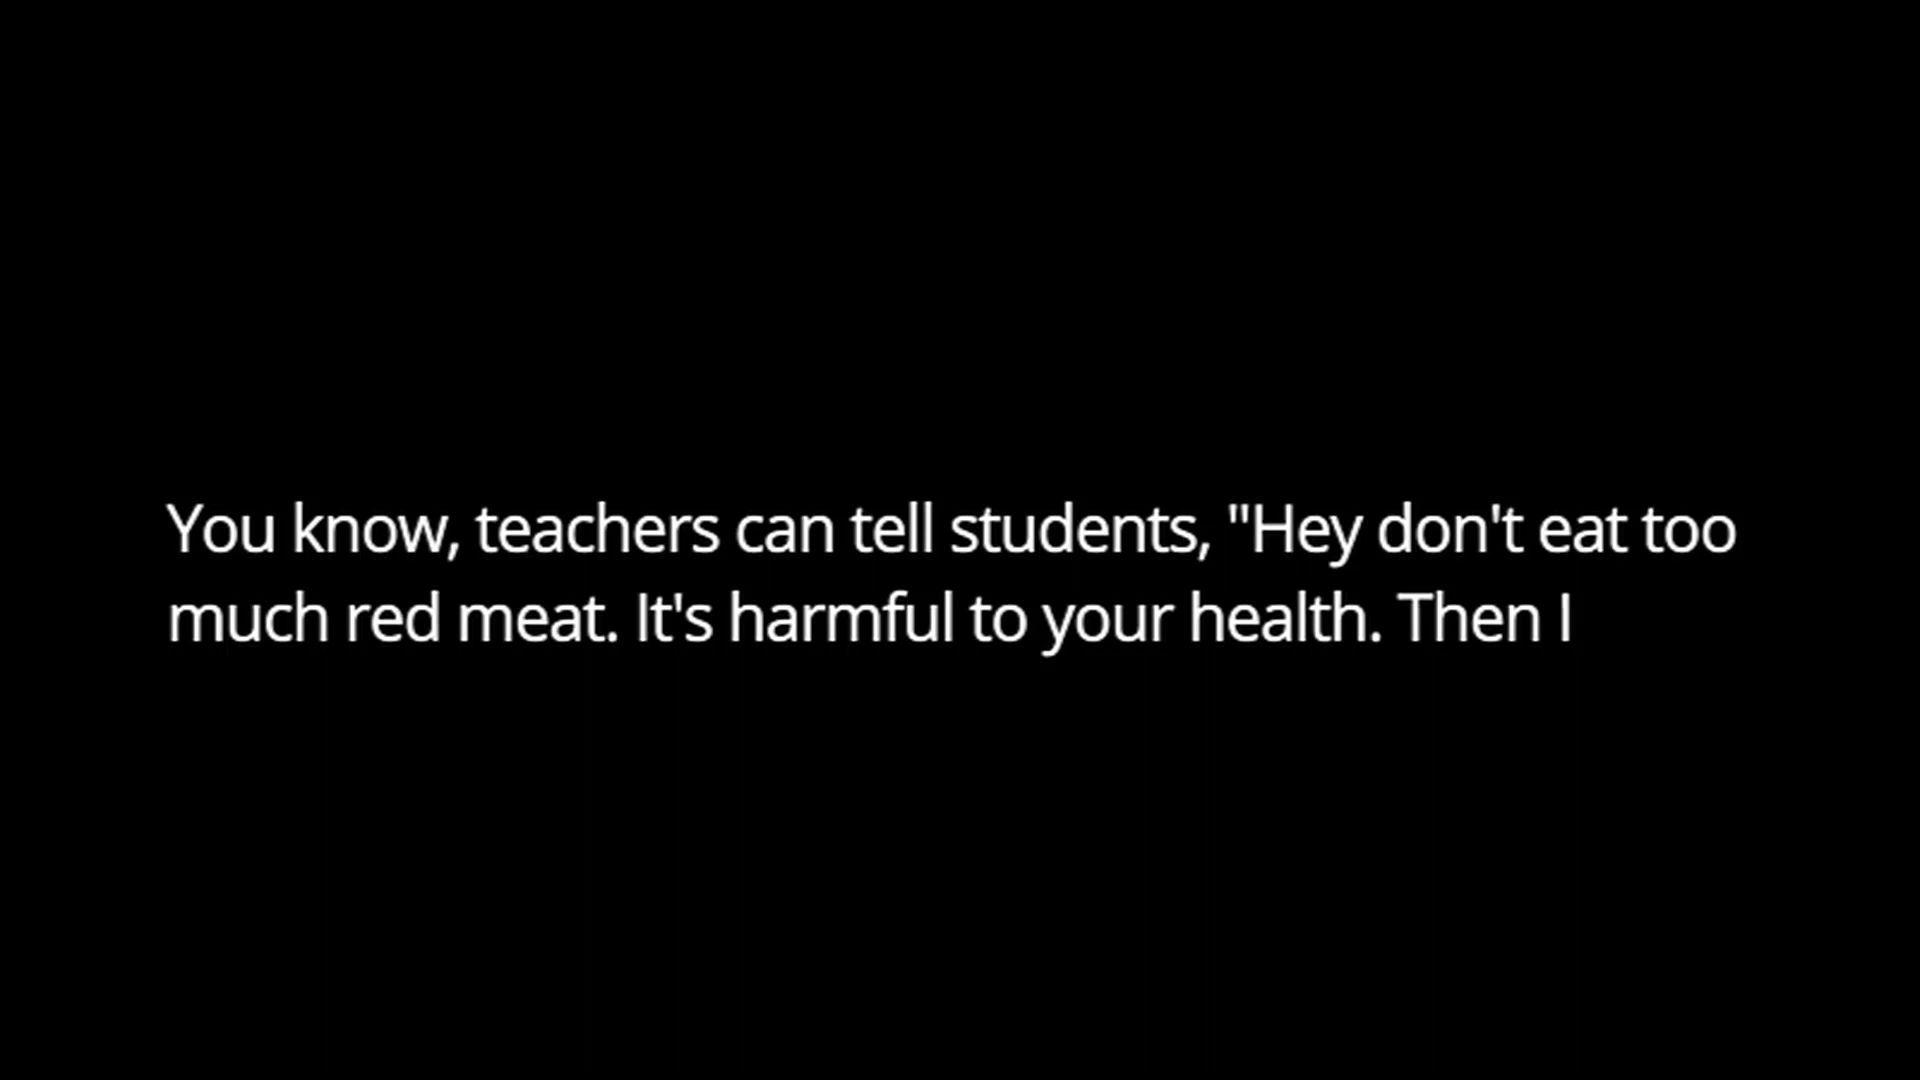 You know, teachers can tell students, "Hey don't eat too
much red meat. It's harmful to your health. Then I